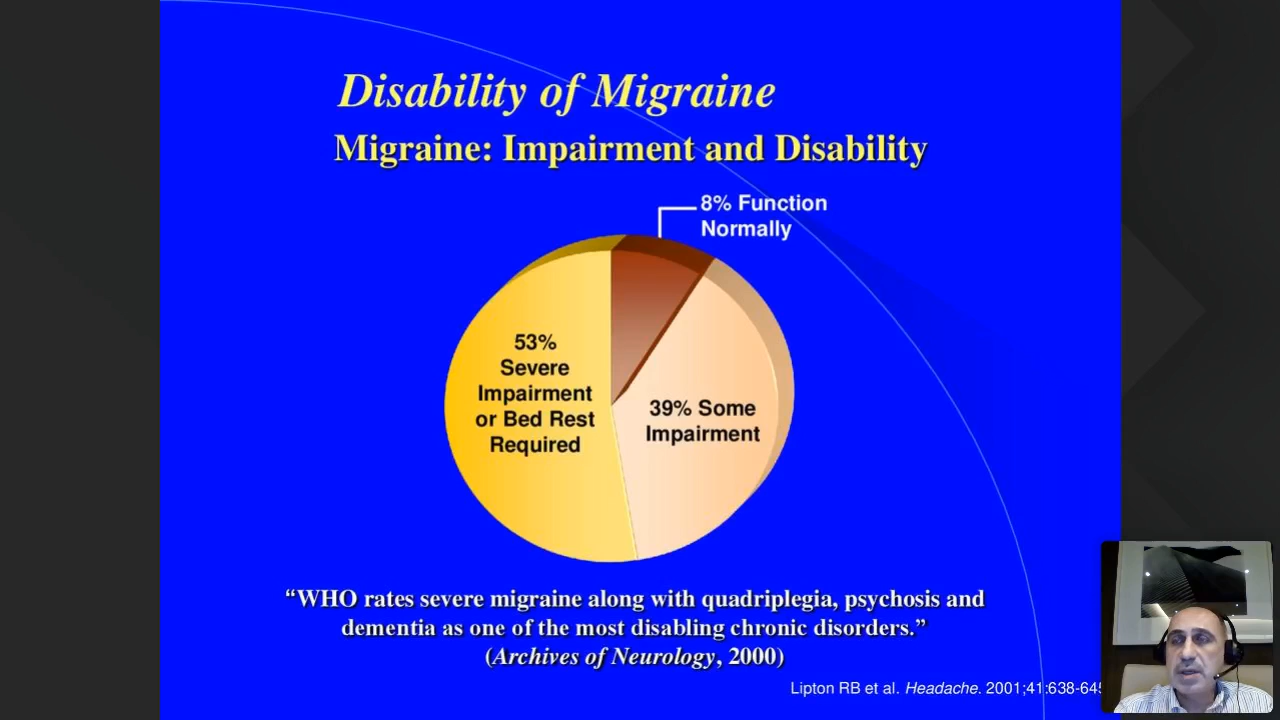 Disability of Migraine
Migraine: Impairment and Disability
8% Function
Normally
53%
Severe
Impairment
or Bed Rest
Required
39% Some
Impairment
“WHO rates severe migraine along with quadriplegia, psychosis and
dementia as one of the most disabling chronic disorders.”
(Archives of Neurology, 2000)
Lipton RB et al. Headache. 2001;41:638-645